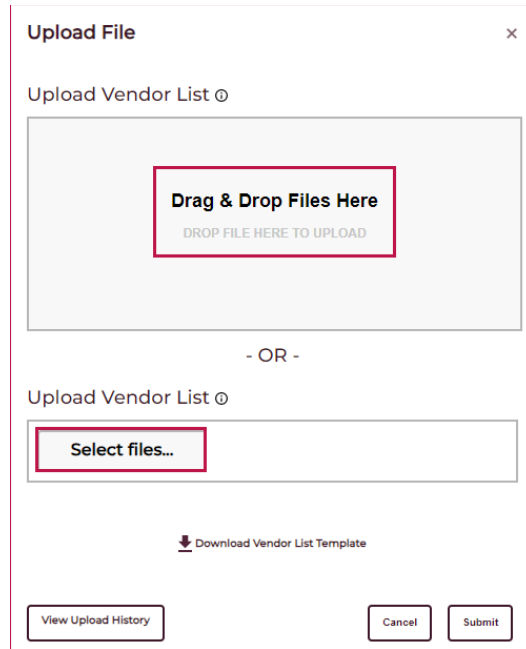 Upload File
Upload Vendor List
Drag & Drop Files Here
DROP FILE HERE TO UPLOAD
- OR -
Upload Vendor List
Select files...
Download Vendor List Template
View Upload History
Cancel
Submit